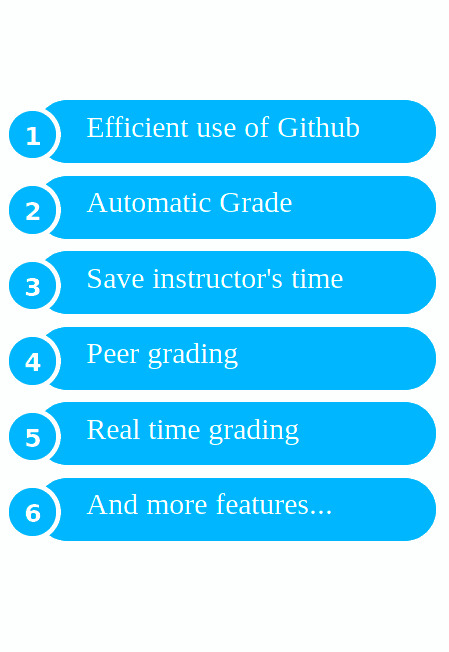 1 Efficient use of Github
2 Automatic Grade
3 Save instructor's time
4 Peer grading
5 Real time grading
6 And more features...